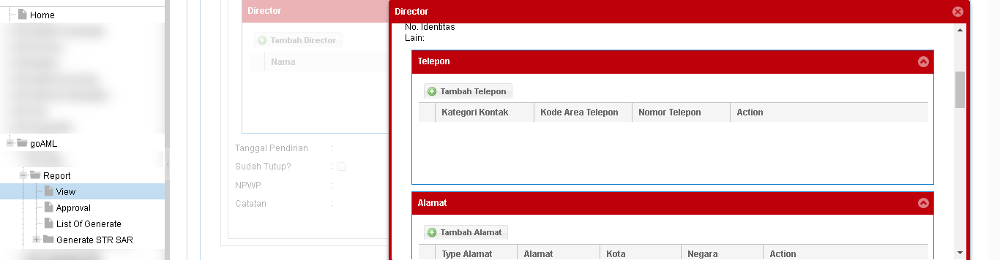 Home
goAML
Report
View
Approval
List Of Generate
Generate STR SAR
Director
Tambah Director
Nama
Tanggal Pendirian :
Sudah Tutup? :
NPWP :
Catatan :
Director
No. Identitas
Lain:
Telepon
Tambah Telepon
Kategori Kontak Kode Area Telepon Nomor Telepon Action
Alamat
Tambah Alamat
Type Alamat Alamat Kota Negara Action